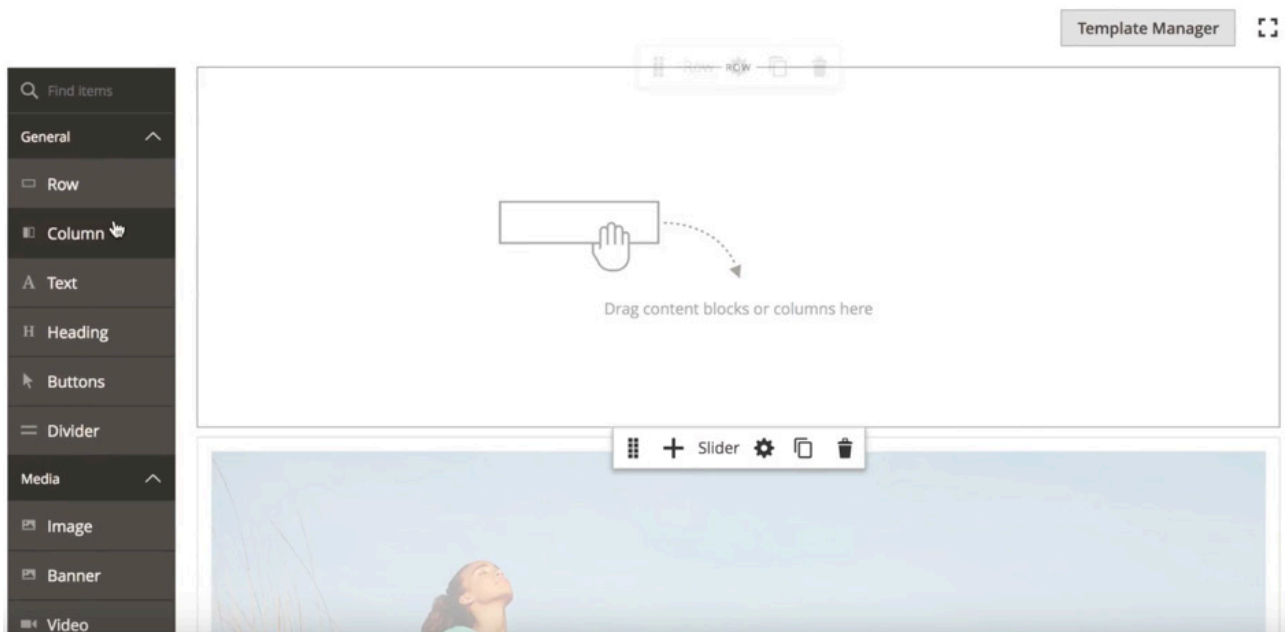 Template Manager
Row ROW
Find items
General
Row
Column
Text
Heading
Buttons
Divider
Media
Image
Banner
Video
Drag content blocks or columns here
Slider